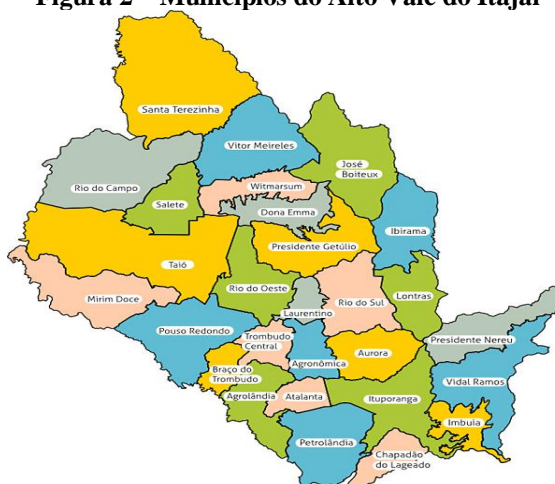 Figura 2 – Municípios do Alto Vale do Itajaí
Santa Terezinha
Vitor Meireles
José
Boiteux
Rio do Campo
Witmarsum
Salete
Dona Emma
Ibirama
Presidente Getúlio
Taió
Rio do Oeste
Lontras
Mirim Doce
Rio do Sul
Laurentino
Pouso Redondo
Trombudo
Central
Presidente Nereu
Aurora
Agronômica
Braço do
Trombudo
Vidal Ramos
Agrolândia
Atalanta
Ituporanga
Imbuia
Petrolândia
Chapadão
do Lageado